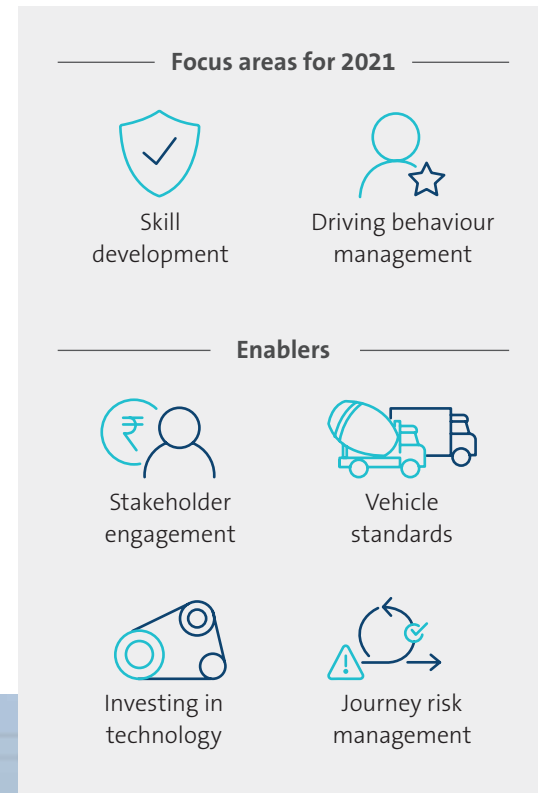 Focus areas for 2021
Skill
development
Driving behaviour
management
Enablers
₹
Stakeholder
engagement
Vehicle
standards
Investing in
technology
Journey risk
management